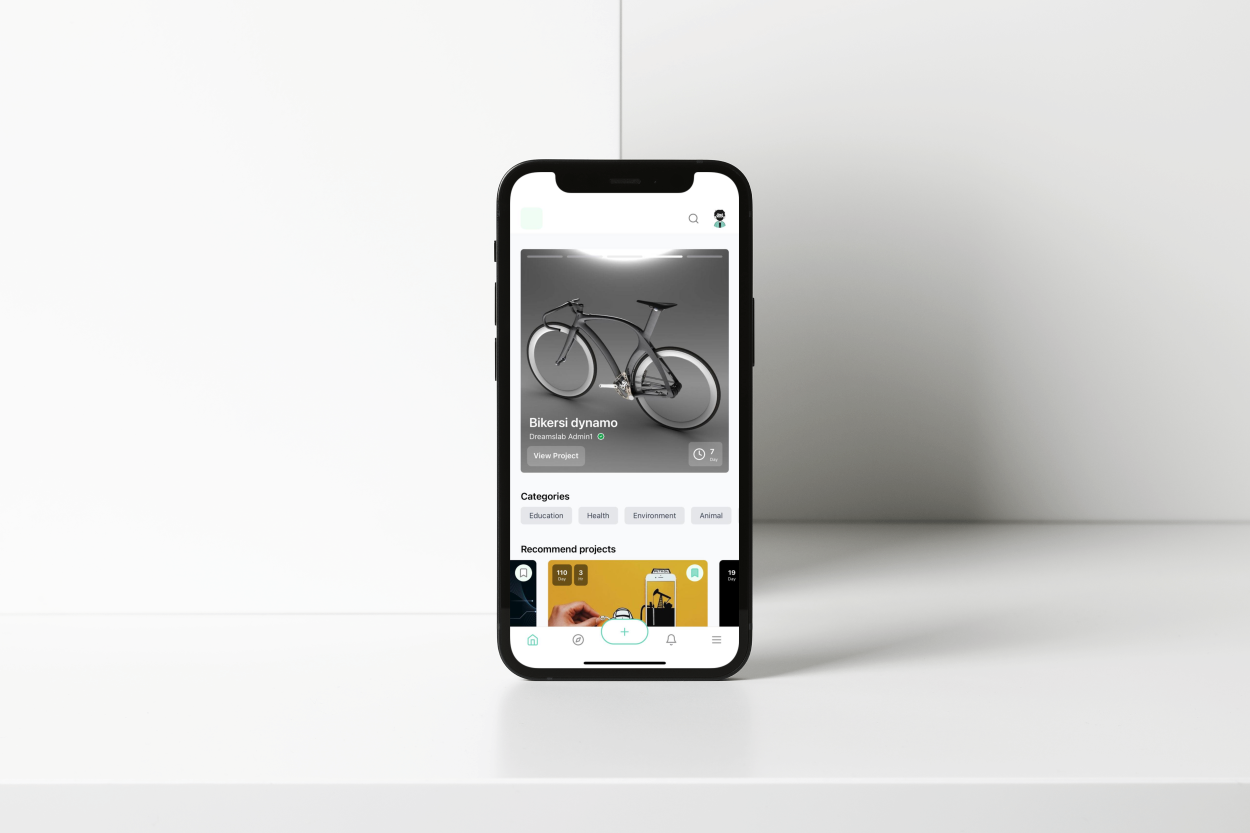 Bikersi dynamo
Dreamslab Admin1
View Project
7
Day
Categories
Education
Health
Environment
Animal
Recommend projects
110
Day
3
Hr
19
Day